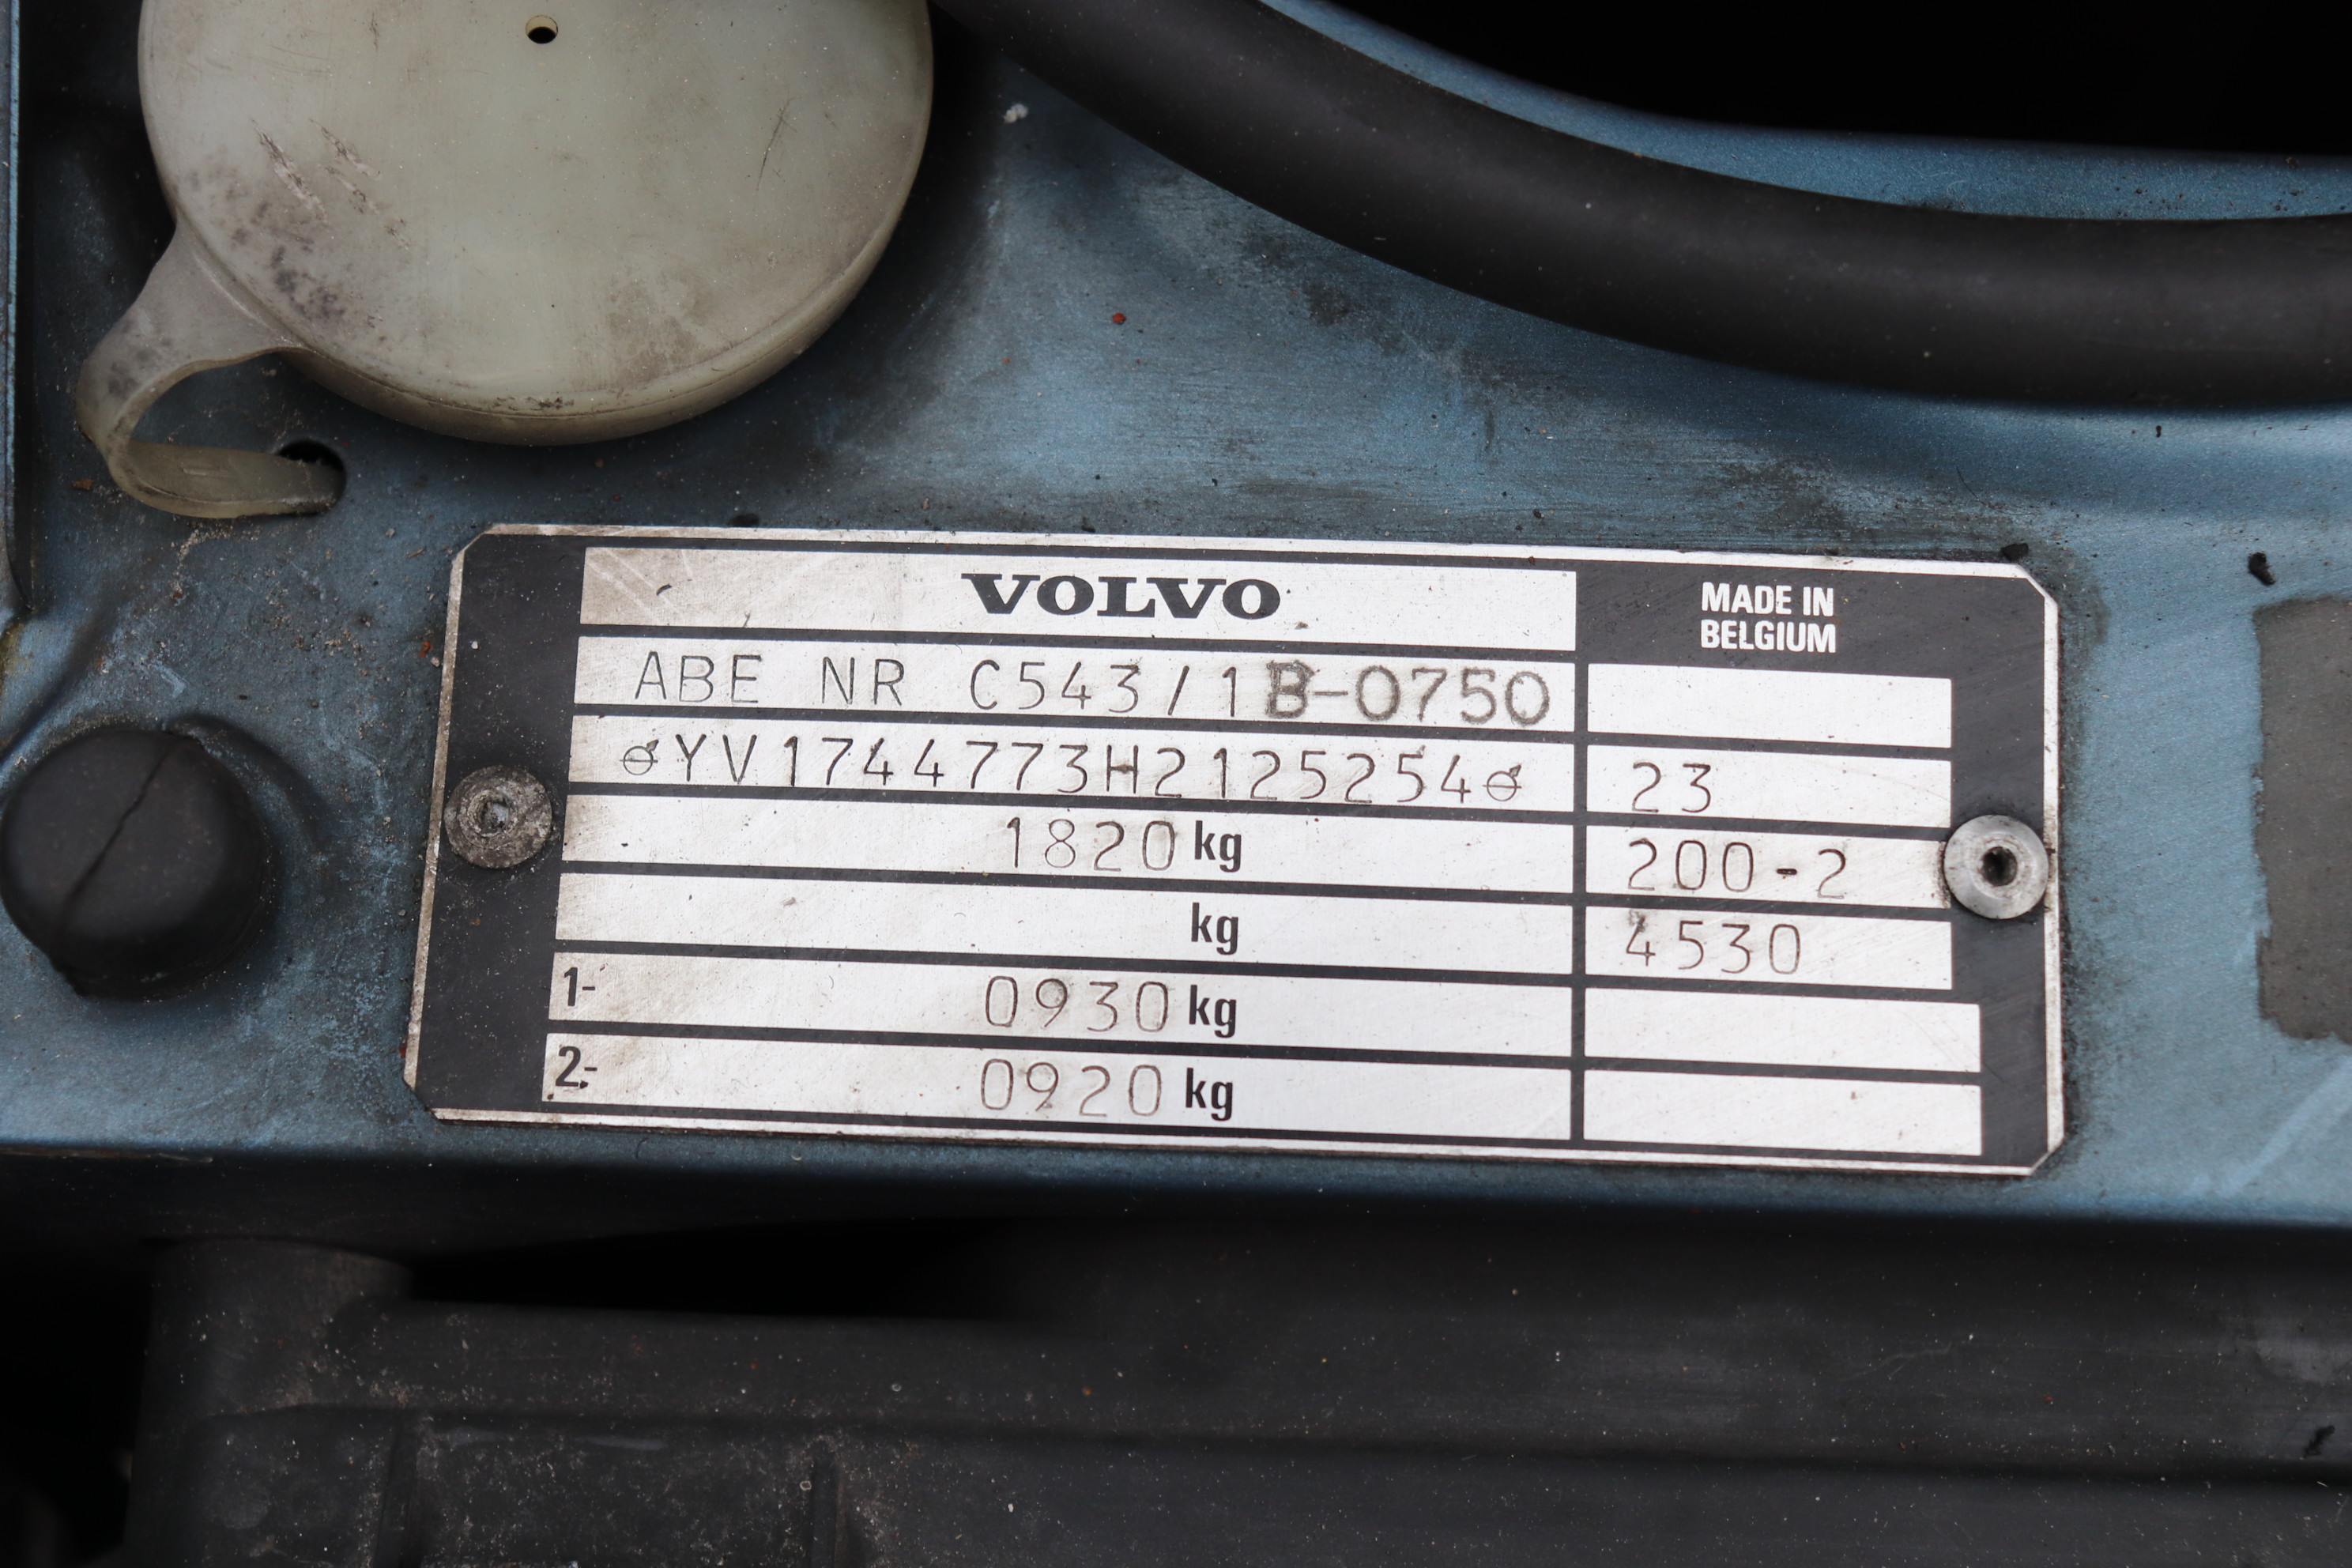 VOLVO
MADE IN
BELGIUM
ABE NR C543/1B-0750
YV1744773H2125254
23
1820 kg
200-2
kg
4530
1- 0930 kg
2- 0920 kg